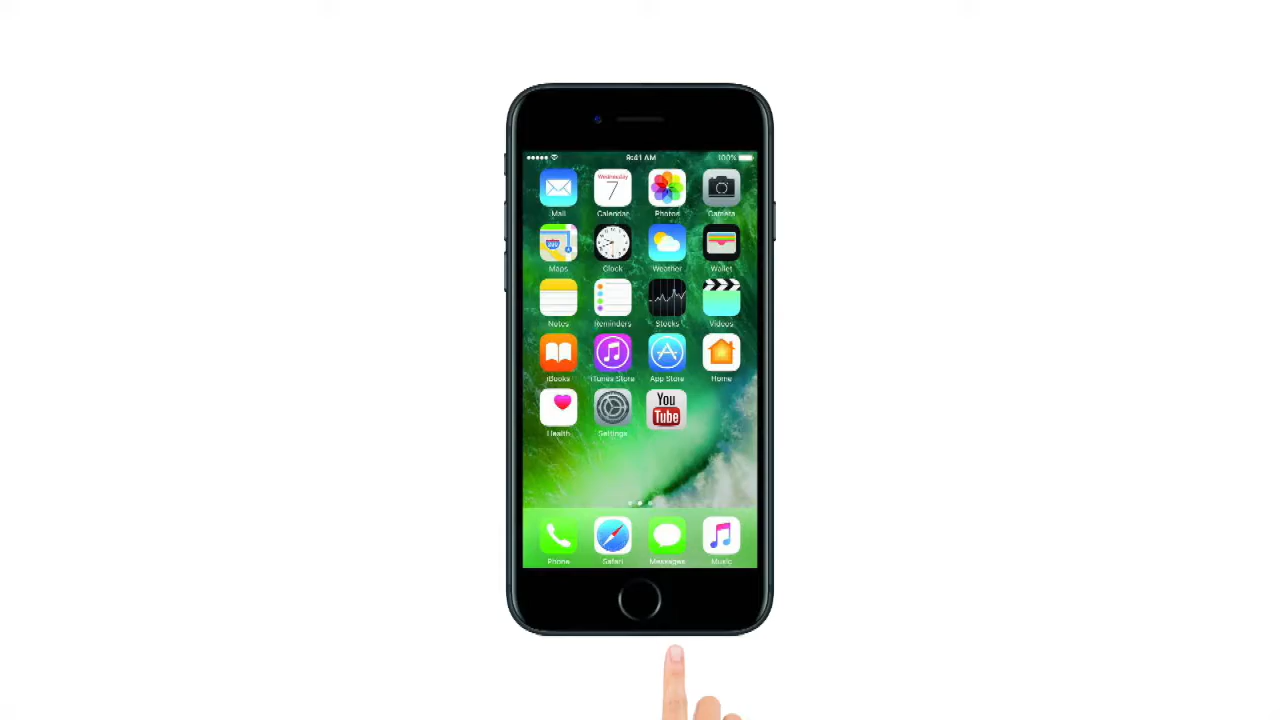 9:41 AM 100%
Wednesday
7
Mail Calendar Photos Camera
280
Maps Clock Weather Wallet
Notes Reminders Stocks Videos
iBooks iTunes Store App Store Home
You
Tube
Health Settings
Phone Safari Messages Music